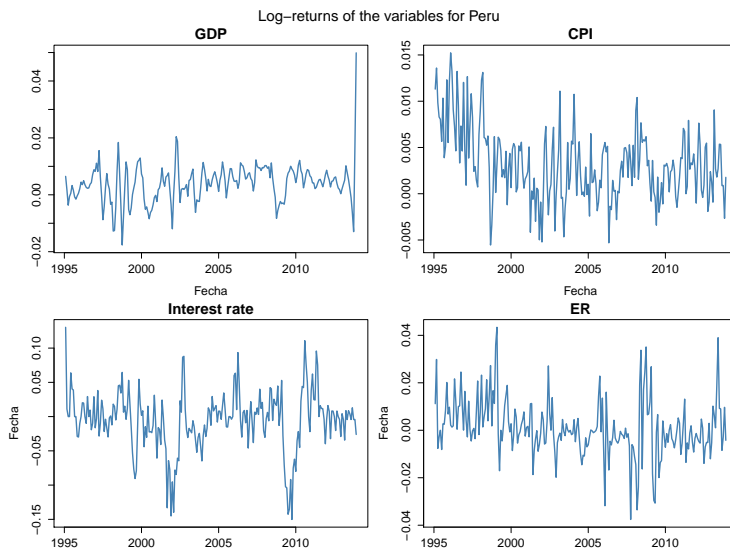 Log−returns of the variables for Peru
GDP
CPI
0.04
0.02
0.00
−0.02
0.015
0.010
0.005
0.000
−0.005
1995 2000 2005 2010
1995 2000 2005 2010
Fecha
Fecha
Interest rate
ER
Fecha
0.10
0.05
−0.05
−0.15
Fecha
0.04
0.02
0.00
−0.02
−0.04
1995 2000 2005 2010
1995 2000 2005 2010